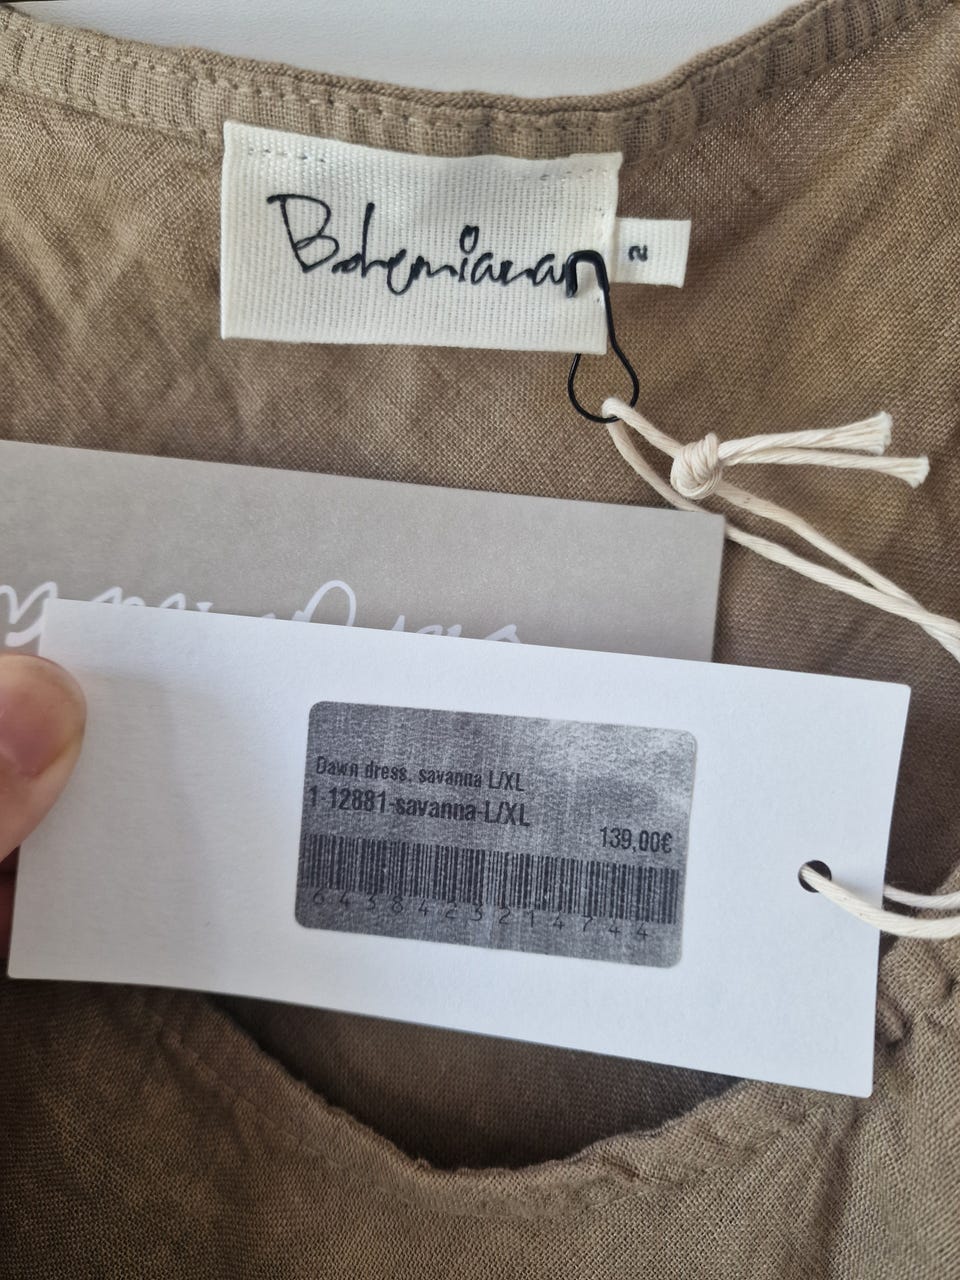 Bohemianan
2
Dawn dress, savanna L/XL
1-12881-savanna-L/XL
139,00€
6438423214744